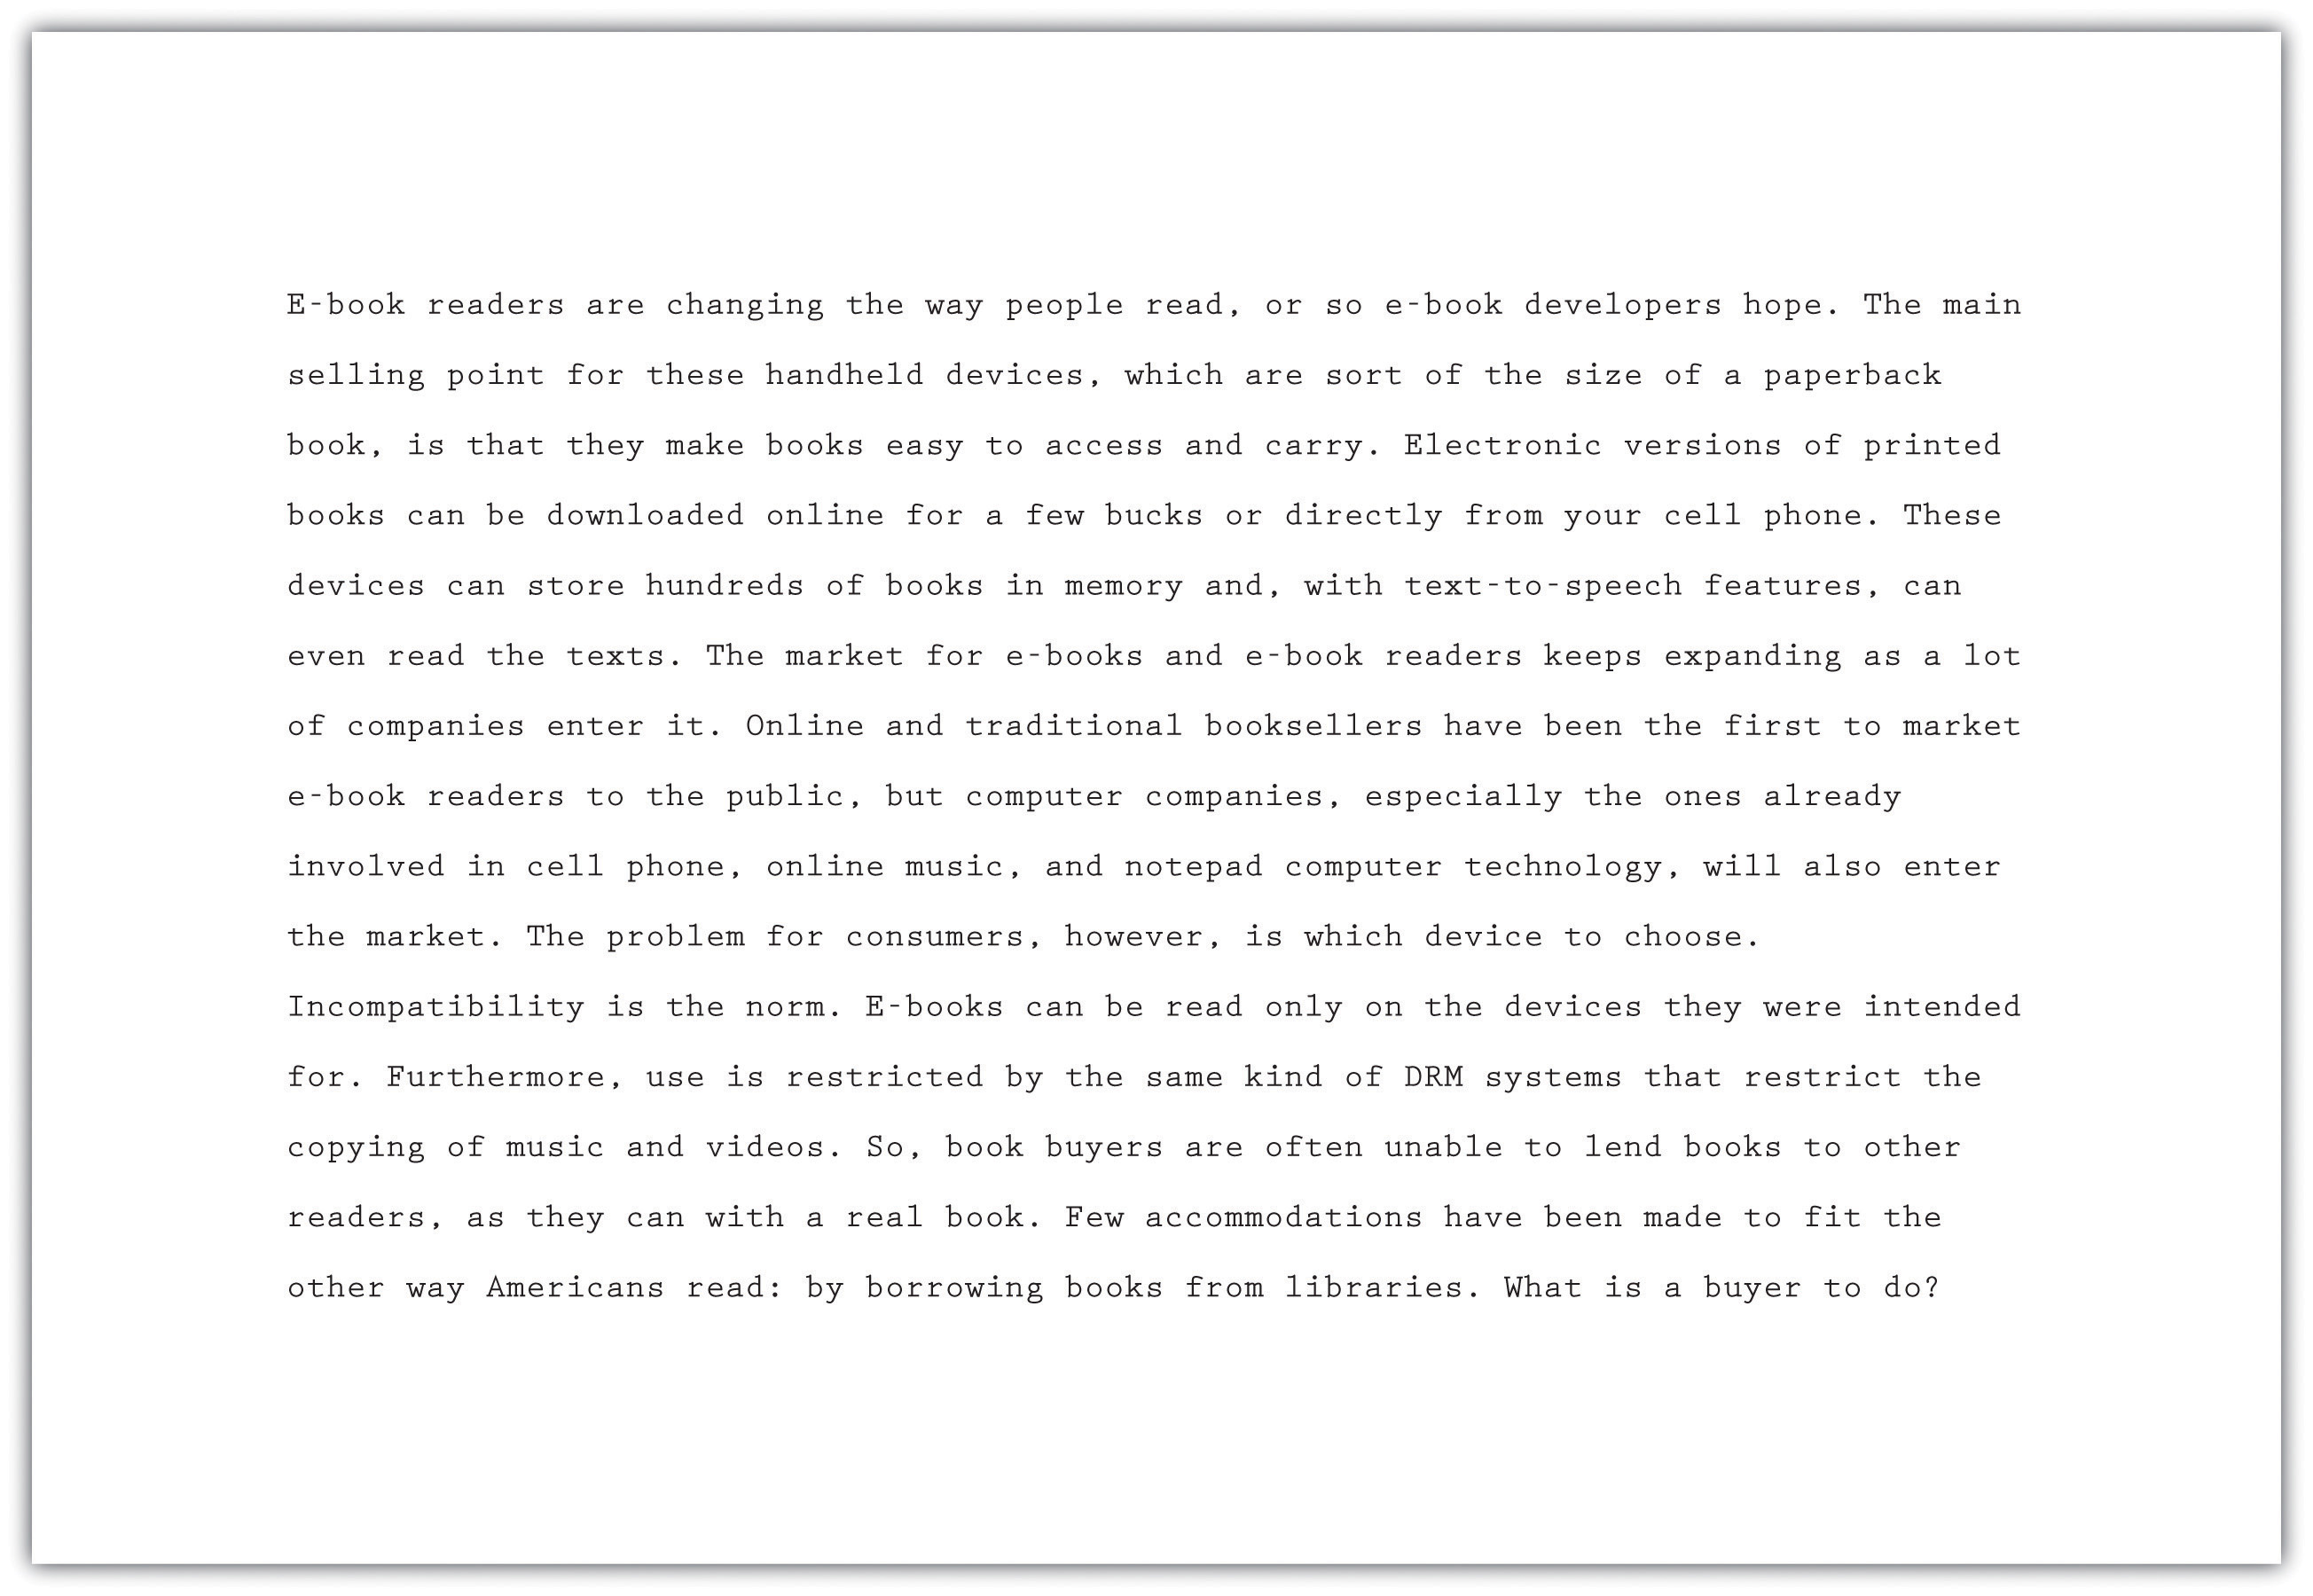 E-book readers are changing the way people read, or so e-book developers hope. The main
selling point for these handheld devices, which are sort of the size of a paperback
book, is that they make books easy to access and carry. Electronic versions of printed
books can be downloaded online for a few bucks or directly from your cell phone. These
devices can store hundreds of books in memory and, with text-to-speech features, can
even read the texts. The market for e-books and e-book readers keeps expanding as a lot
of companies enter it. Online and traditional booksellers have been the first to market
e-book readers to the public, but computer companies, especially the ones already
involved in cell phone, online music, and notepad computer technology, will also enter
the market. The problem for consumers, however, is which device to choose.
Incompatibility is the norm. E-books can be read only on the devices they were intended
for. Furthermore, use is restricted by the same kind of DRM systems that restrict the
copying of music and videos. So, book buyers are often unable to lend books to other
readers, as they can with a real book. Few accommodations have been made to fit the
other way Americans read: by borrowing books from libraries. What is a buyer to do?